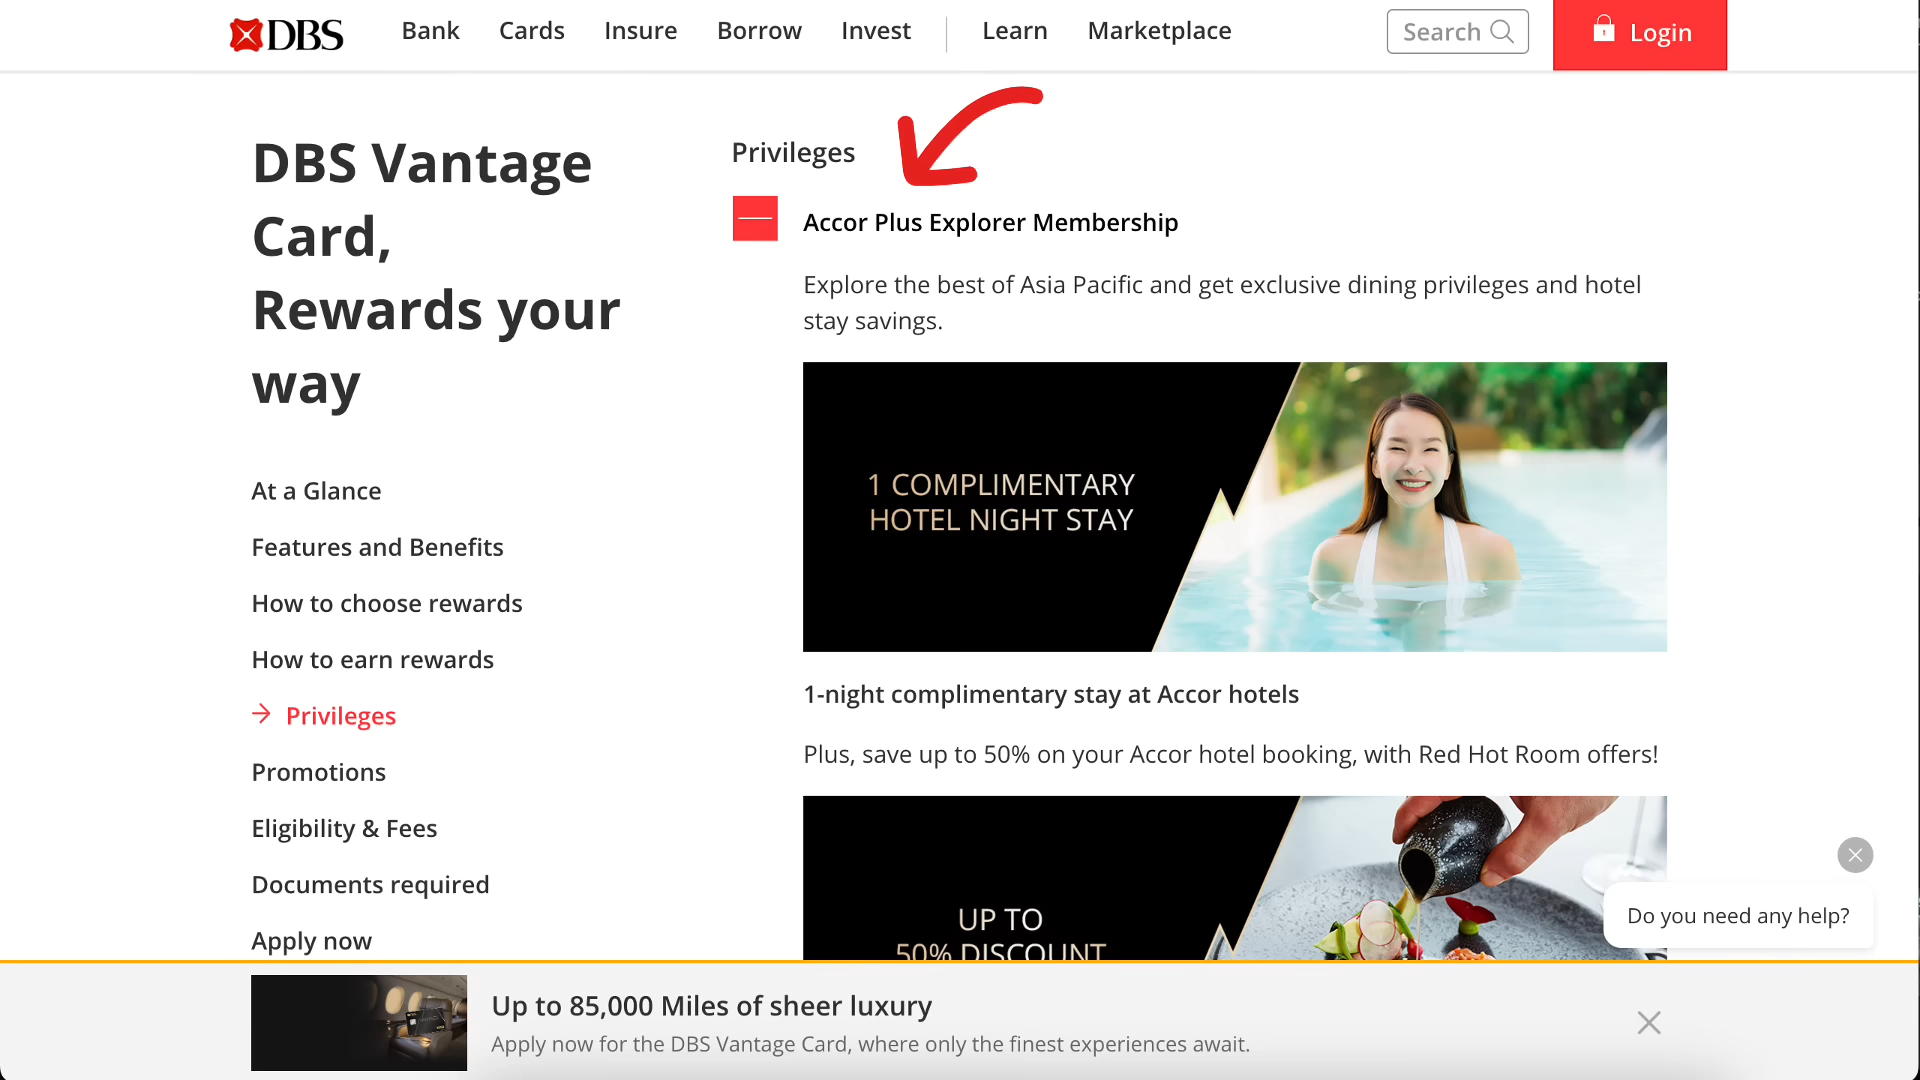 DBS
Bank
Cards
Insure
Borrow
Invest
Learn
Marketplace
Search
Login
DBS Vantage
Card,
Rewards your
way
At a Glance
Features and Benefits
How to choose rewards
How to earn rewards
Privileges
Promotions
Eligibility & Fees
Documents required
Apply now
Privileges
Accor Plus Explorer Membership
Explore the best of Asia Pacific and get exclusive dining privileges and hotel
stay savings.
1 COMPLIMENTARY
HOTEL NIGHT STAY
1-night complimentary stay at Accor hotels
Plus, save up to 50% on your Accor hotel booking, with Red Hot Room offers!
UP TO
50% DISCOUNT
Do you need any help?
Up to 85,000 Miles of sheer luxury
Apply now for the DBS Vantage Card, where only the finest experiences await.